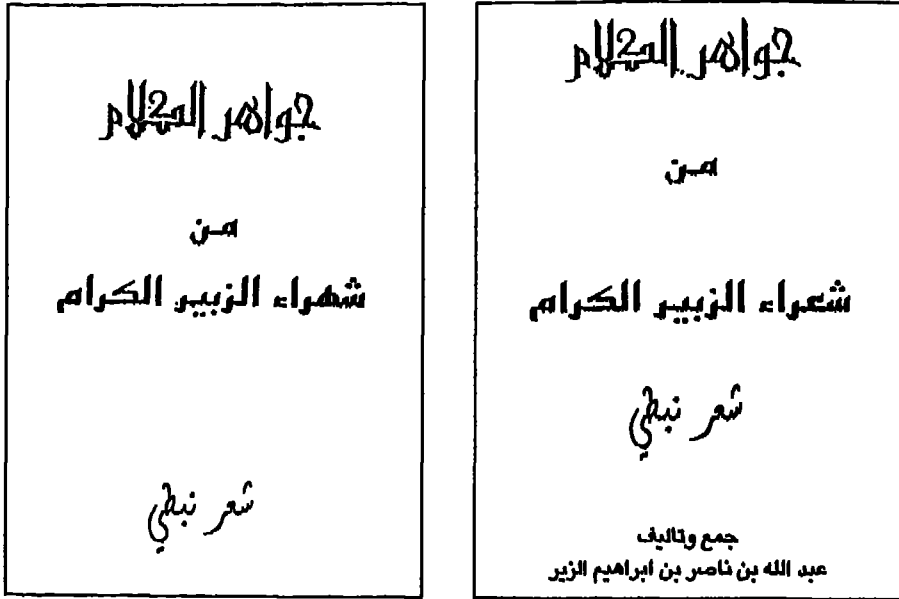 جواهر الكلام
من
شعراء الزبير الكرام
شعر نبطي
جمع وتاليف
عبد الله بن ناصر بن ابراهيم الزير
جواهر الكلام
من
شهراء الزبير الكرام
شعر نبطي